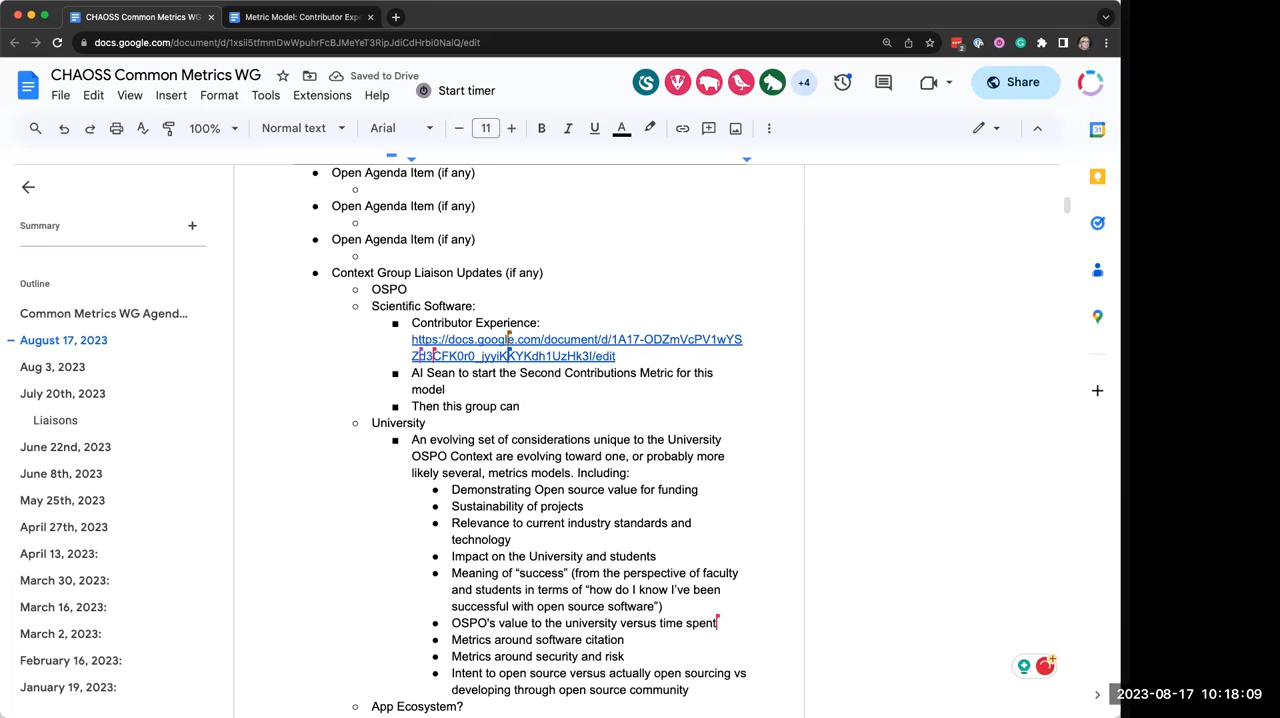 CHAOSS Common Metrics WG
Metric Model: Contributor Exp
docs.google.com/document/d/1xsii5tfmmDwWpuhrFcBJMeYeT3RipJdiCdHrbi0NalQ/edit
CHAOSS Common Metrics WG
Saved to Drive
File Edit View Insert Format Tools Extensions Help
Start timer
+4
Share
100% Normal text Arial 11
Summary
Outline
Common Metrics WG Agend...
August 17, 2023
Aug 3, 2023
July 20th, 2023
Liaisons
June 22nd, 2023
June 8th, 2023
May 25th, 2023
April 27th, 2023
April 13, 2023:
March 30, 2023:
March 16, 2023:
March 2, 2023:
February 16, 2023:
January 19, 2023:
Open Agenda Item (if any)
Open Agenda Item (if any)
Open Agenda Item (if any)
Context Group Liaison Updates (if any)
OSPO
Scientific Software:
Contributor Experience:
https://docs.google.com/document/d/1A17-ODZmVcPV1wYS
Zd3CFK0r0_jyyiKKYKdh1UzHk3I/edit
AI Sean to start the Second Contributions Metric for this
model
Then this group can
University
An evolving set of considerations unique to the University
OSPO Context are evolving toward one, or probably more
likely several, metrics models. Including:
Demonstrating Open source value for funding
Sustainability of projects
Relevance to current industry standards and
technology
Impact on the University and students
Meaning of “success” (from the perspective of faculty
and students in terms of “how do I know I’ve been
successful with open source software”)
OSPO's value to the university versus time spent
Metrics around software citation
Metrics around security and risk
Intent to open source versus actually open sourcing vs
developing through open source community
App Ecosystem?
2023-08-17 10:18:09